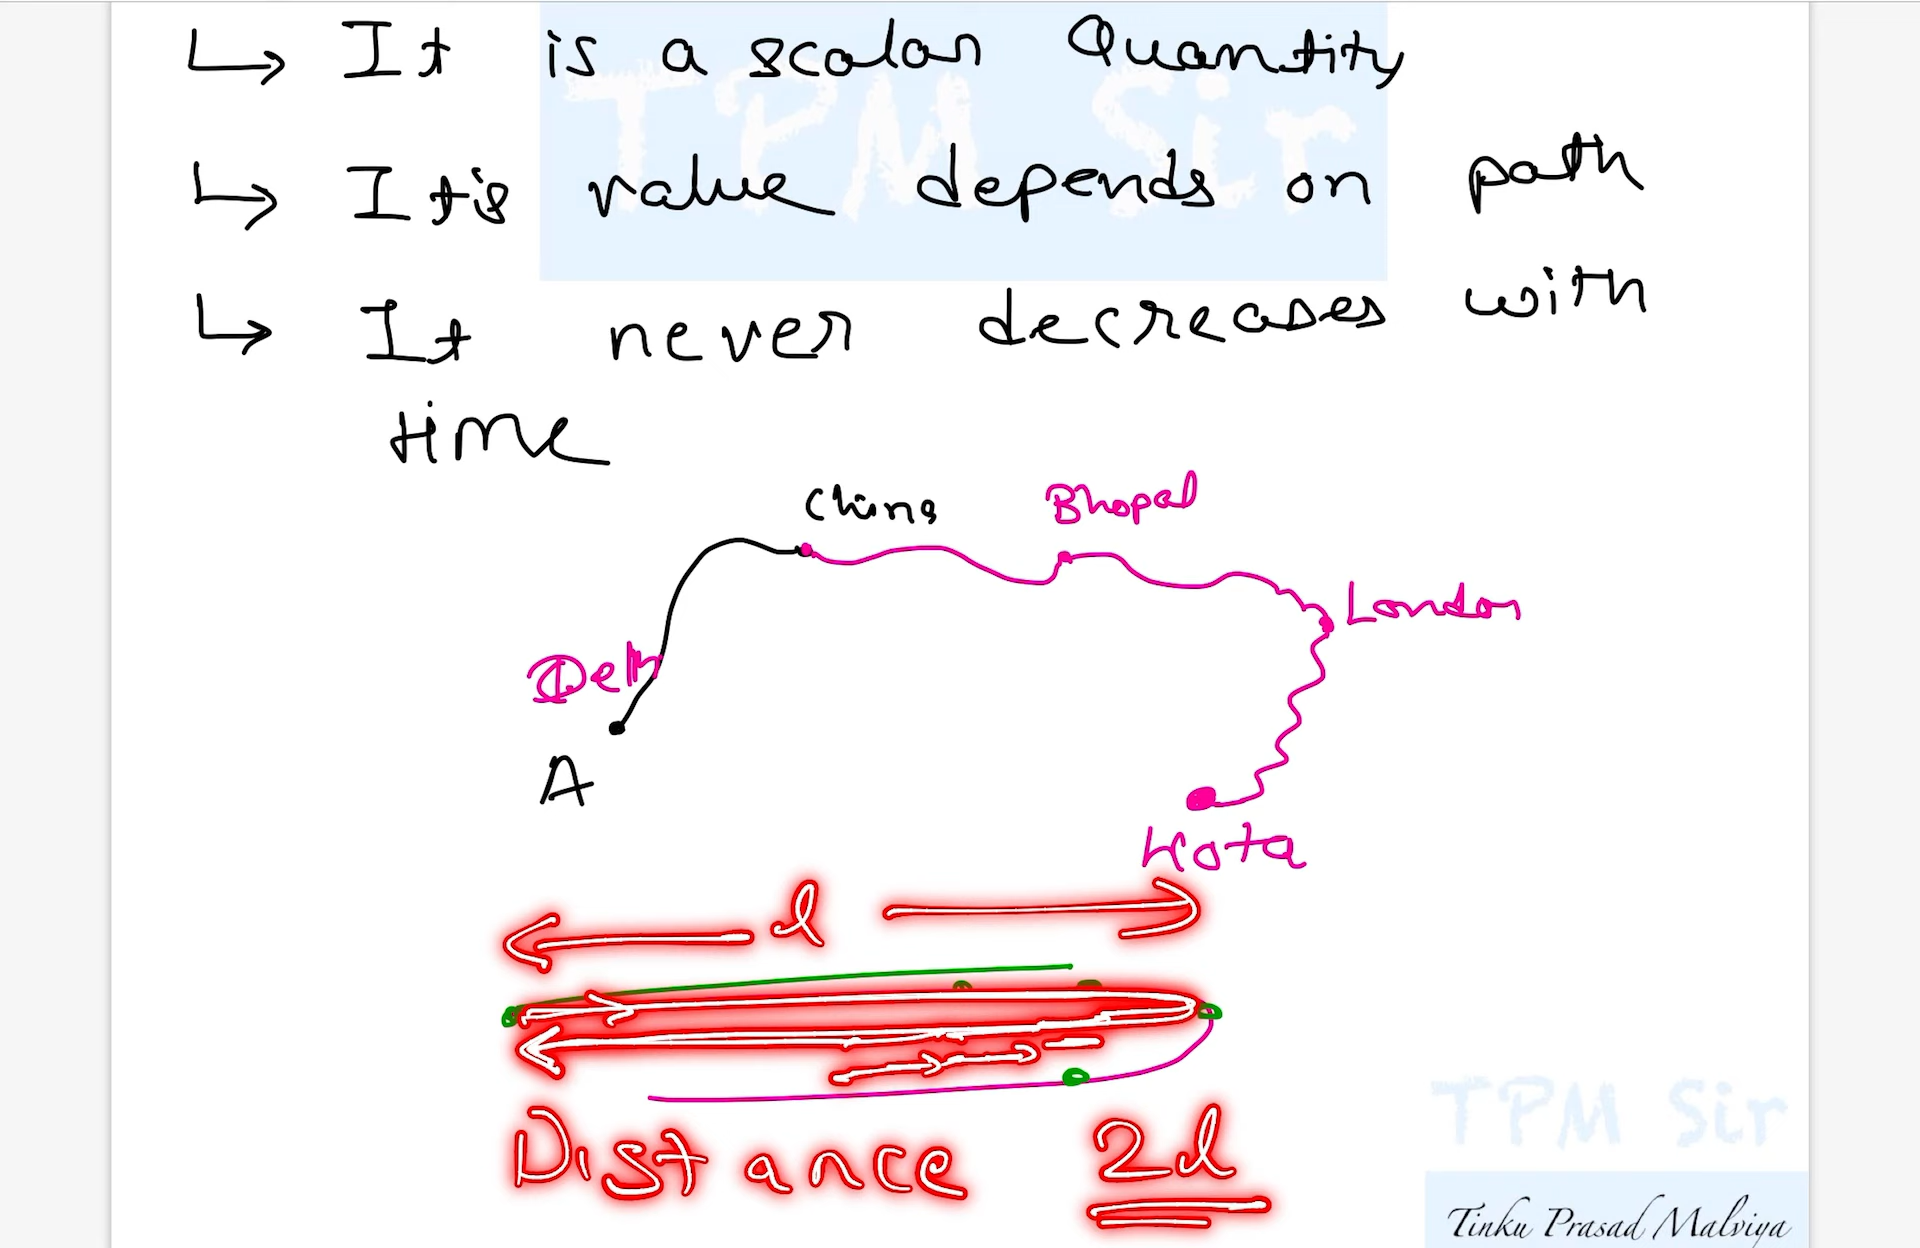 ↳ It is a scalar Quantity
↳ It's value depends on path
↳ It never decreases with
time
China
Bhopal
London
Delh
A
Kota
d
Distance 2d
TPM Sir
TPM Sir
Tinku Prasad Malviya